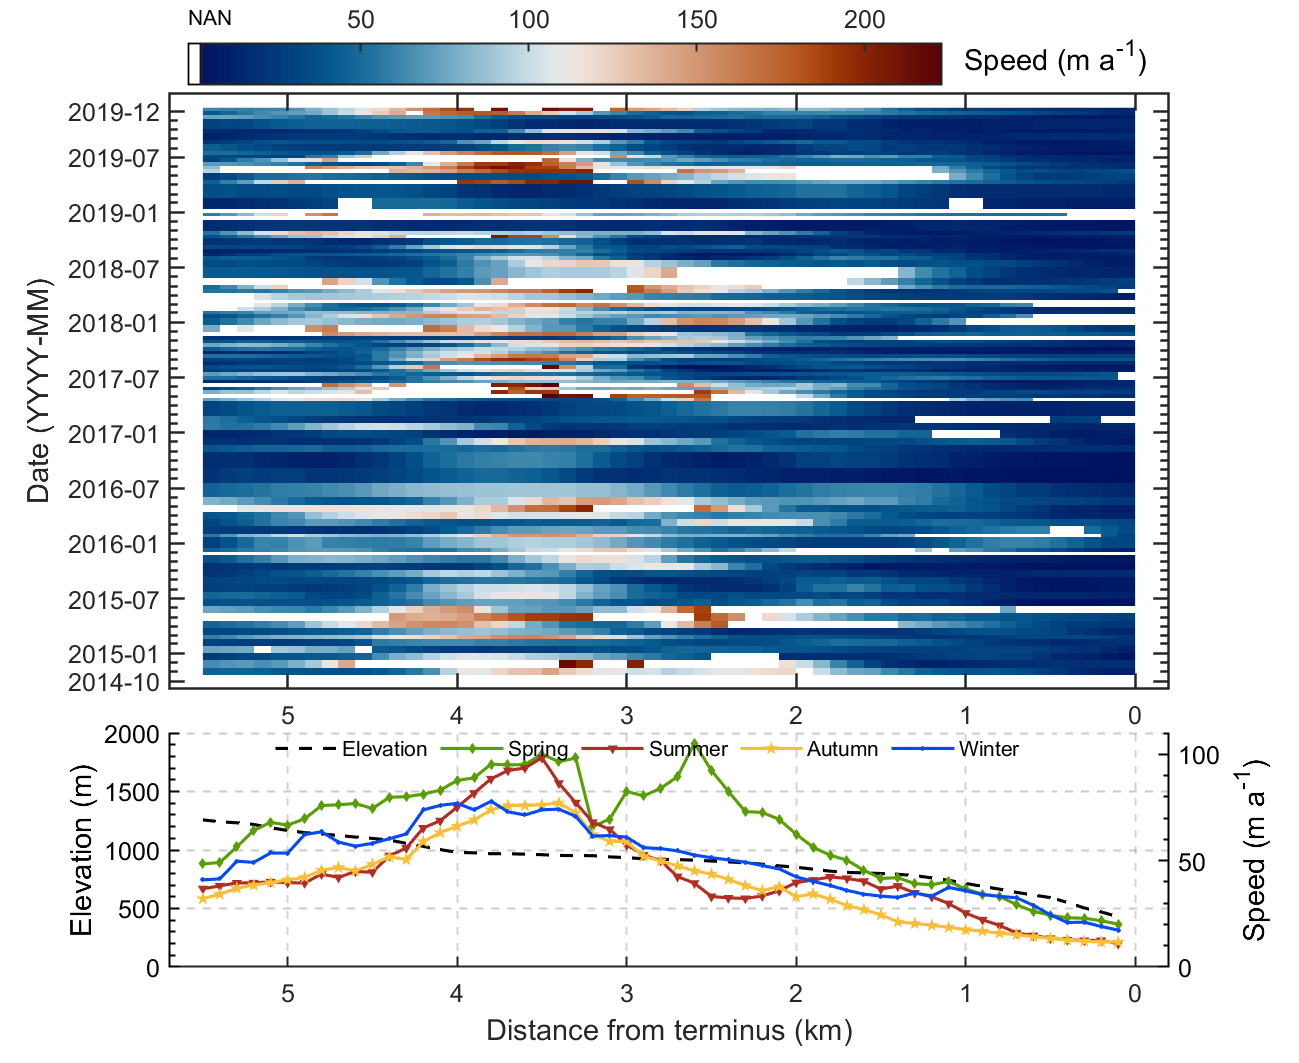 NAN 50 100 150 200
Speed (m a⁻¹)
2019-12
2019-07
2019-01
2018-07
2018-01
2017-07
2017-01
2016-07
2016-01
2015-07
2015-01
2014-10
Date (YYYY-MM)
5 4 3 2 1 0
Elevation Spring Summer Autumn Winter
2000
1500
1000
500
0
Elevation (m)
100
50
0
Speed (m a⁻¹)
5 4 3 2 1 0
Distance from terminus (km)